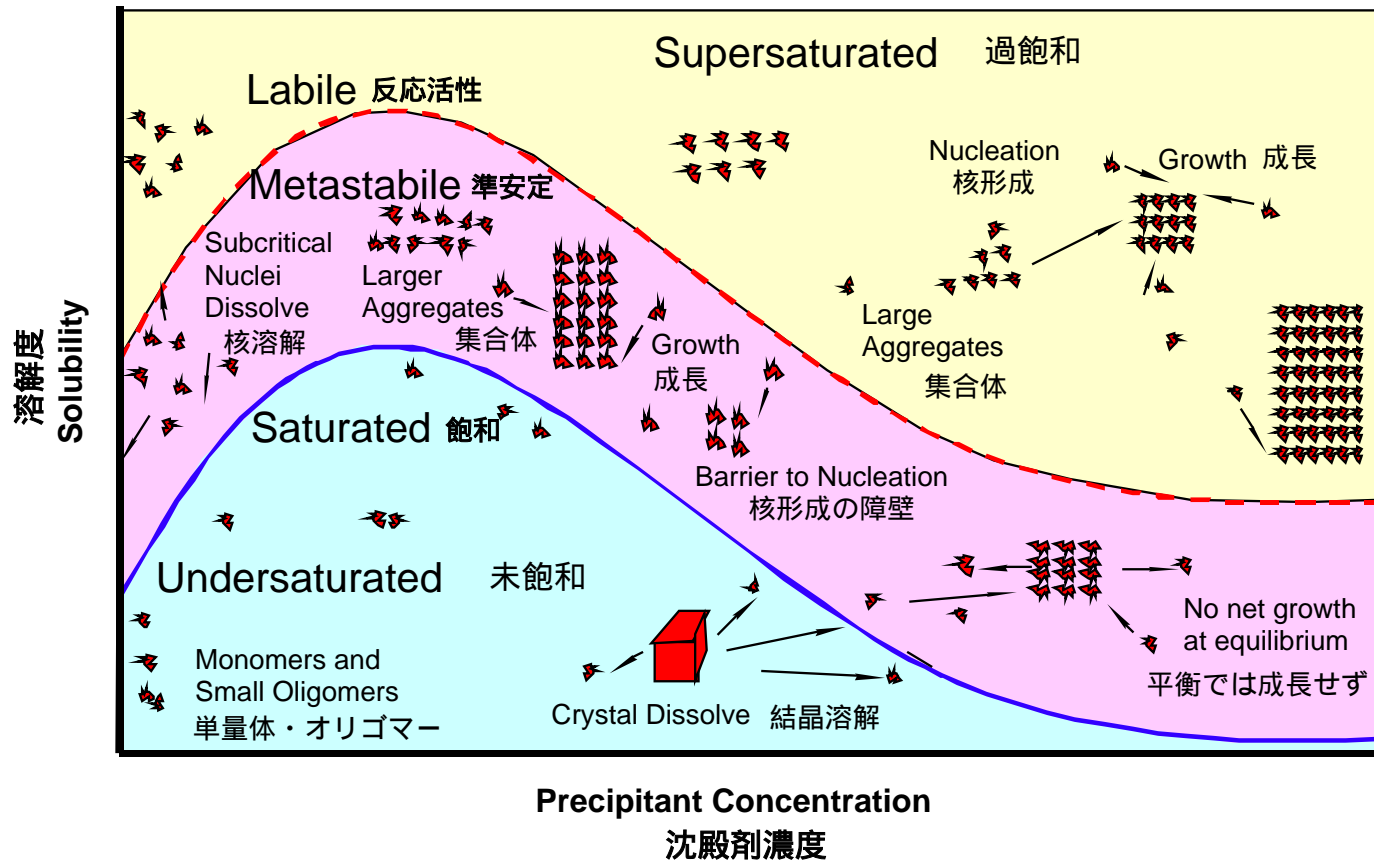 Supersaturated 過飽和
Labile 反応活性
Nucleation
核形成
Growth 成長
Metastabile 準安定
Subcritical
Nuclei
Dissolve
核溶解
Larger
Aggregates
集合体
Growth
成長
Large
Aggregates
集合体
溶解度
Solubility
Saturated 飽和
Barrier to Nucleation
核形成の障壁
Undersaturated 未飽和
No net growth
at equilibrium
平衡では成長せず
Monomers and
Small Oligomers
単量体・オリゴマー
Crystal Dissolve 結晶溶解
Precipitant Concentration
沈殿剤濃度